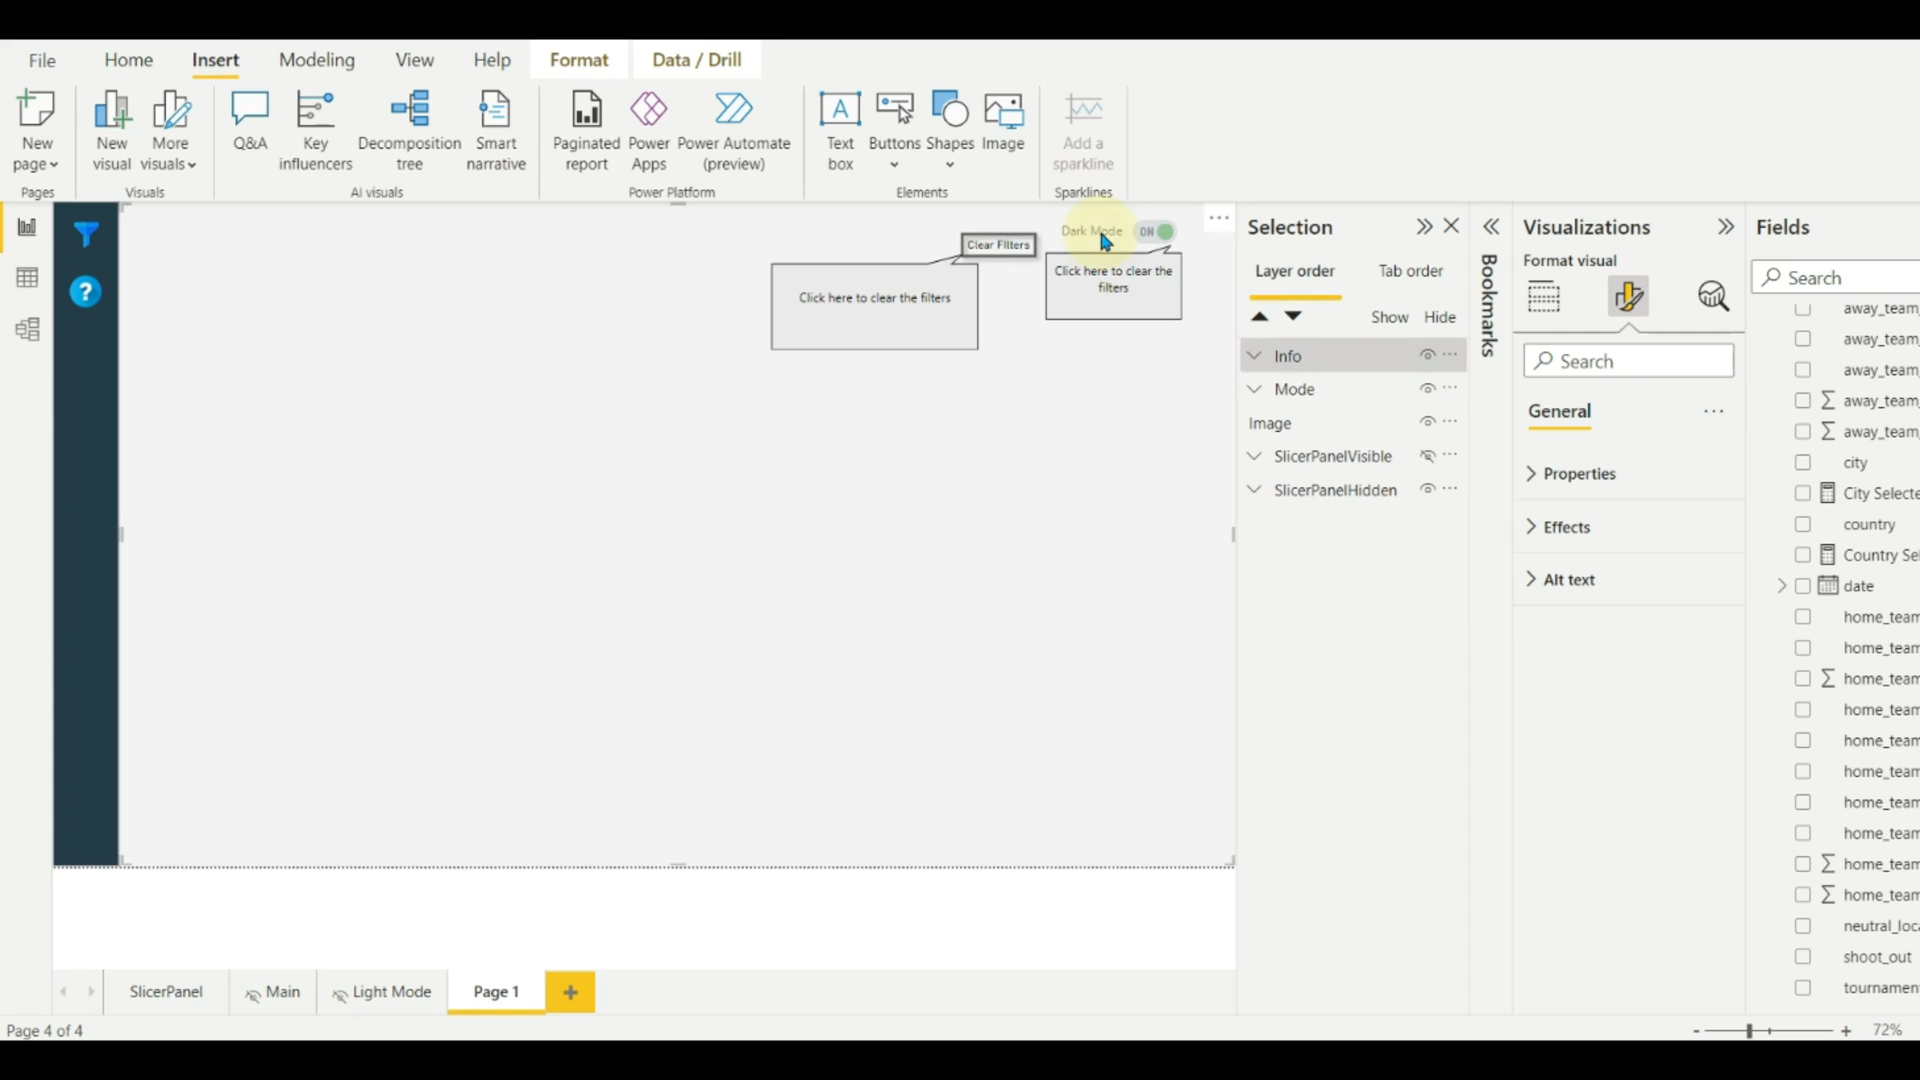 File Home Insert Modeling View Help Format Data / Drill
New page
New visual
More visuals
Q&A
Key influencers
Decomposition tree
Smart narrative
Paginated report
Power Apps
Power Automate (preview)
Text box
Buttons
Shapes
Image
Add a sparkline
Pages Visuals AI visuals Power Platform Elements Sparklines
?
Clear Filters
Click here to clear the filters
Dark Mode ON
Click here to clear the
filters
Selection
Layer order Tab order
Show Hide
Info
Mode
Image
SlicerPanelVisible
SlicerPanelHidden
Bookmarks
Visualizations
Format visual
Search
General
Properties
Effects
Alt text
Fields
Search
away_team
away_team
away_team
away_team
away_team
city
City Selecte
country
Country Sel
date
home_team
home_team
home_team
home_team
home_team
home_team
home_team
home_team
home_team
home_team
neutral_loca
shoot_out
tournamen
SlicerPanel Main Light Mode Page 1 +
Page 4 of 4
- + 72%